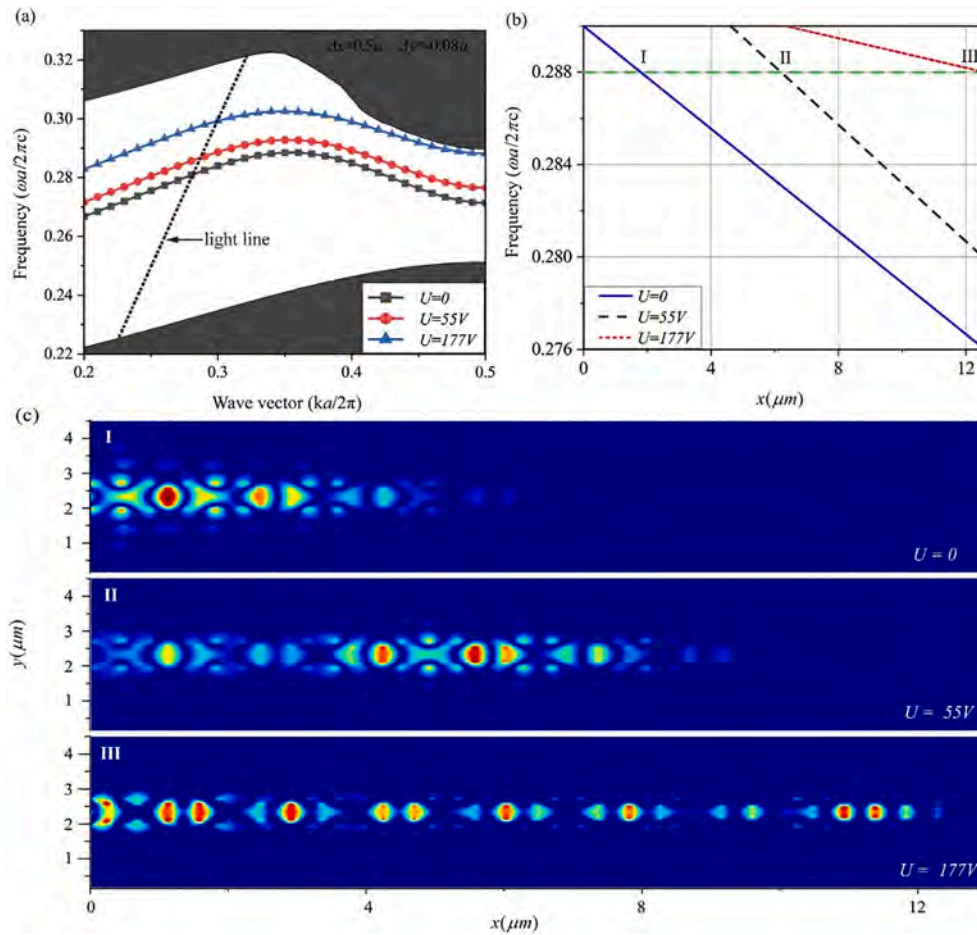 (a)
0.32
0.30
0.28
0.26
0.24
0.22
0.2
0.3
0.4
0.5
Frequency (ωa/2πc)
Wave vector (ka/2π)
Δx=0.5a Δy=0.08a
light line
U=0
U=55V
U=177V
(b)
I
II
III
0.288
0.284
0.280
0.276
0
4
8
12
Frequency (ωa/2πc)
x(μm)
U=0
U=55V
U=177V
(c)
I
4
3
2
1
U = 0
II
4
3
2
1
U = 55V
y(μm)
III
4
3
2
1
U = 177V
0
4
8
12
x(μm)